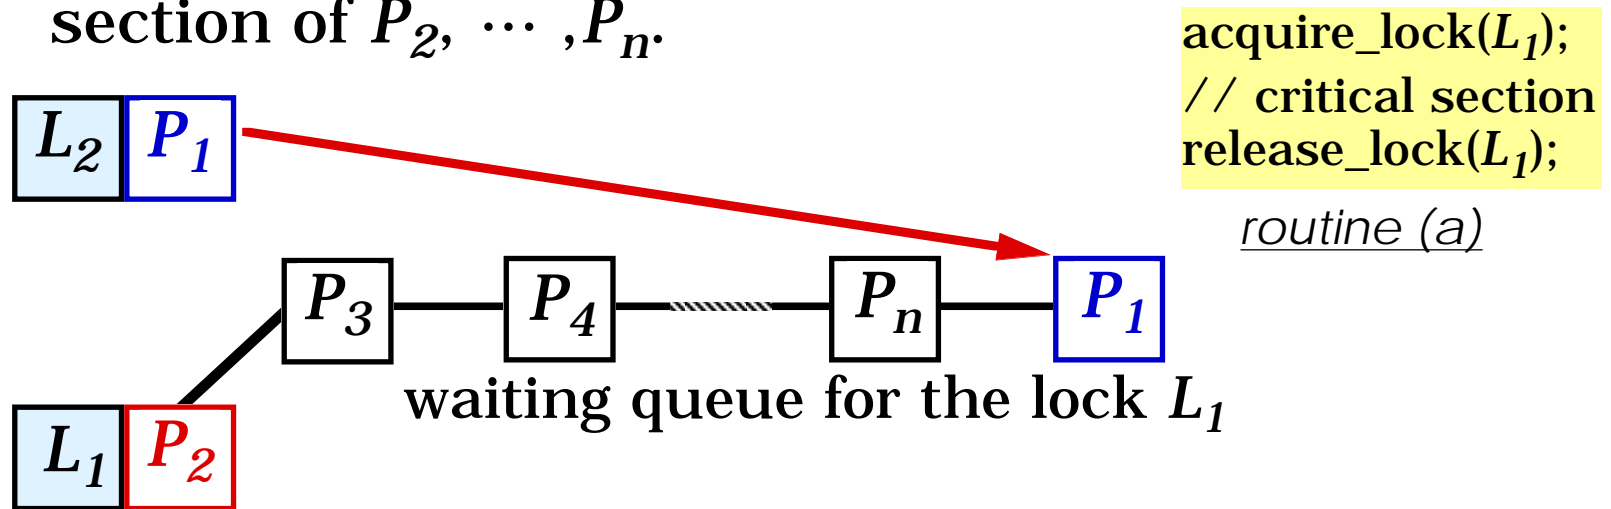 section of P₂, ⋯ ,Pₙ.
acquire_lock(L₁);
// critical section
release_lock(L₁);
routine (a)
L₂ P₁
P₃ P₄ Pₙ P₁
waiting queue for the lock L₁
L₁ P₂